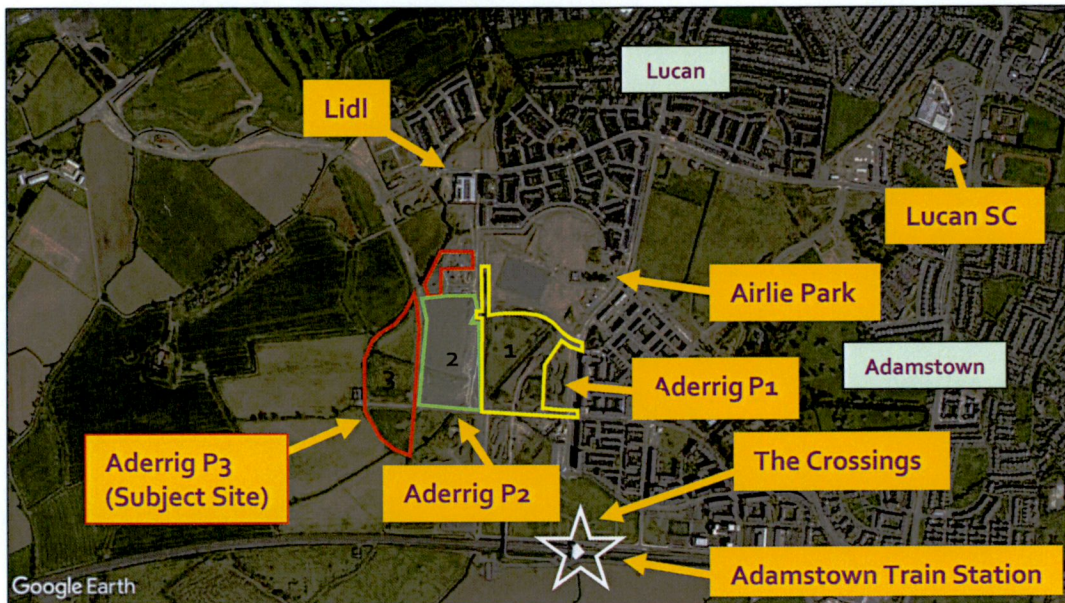 Lucan
Lidl
Lucan SC
Airlie Park
Adamstown
1
2
3
Aderrig P1
Aderrig P3
(Subject Site)
Aderrig P2
The Crossings
Adamstown Train Station
Google Earth